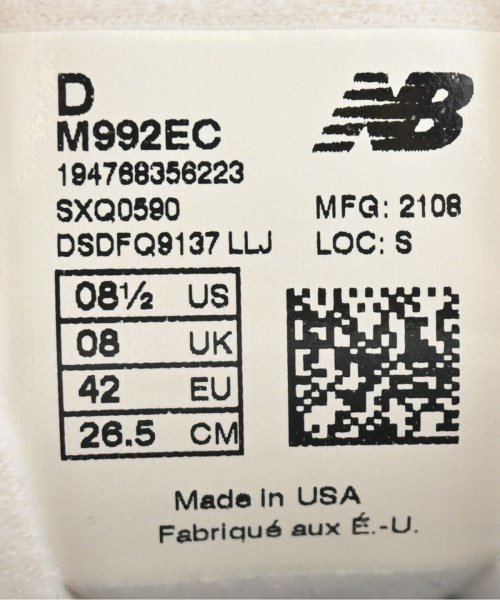 D
NB
M992EC
194768356223
SXQ0590
MFG: 2108
DSDFQ9137 LLJ
LOC: S
08½ US
08 UK
42 EU
26.5 CM
Made in USA
Fabriqué aux É.-U.